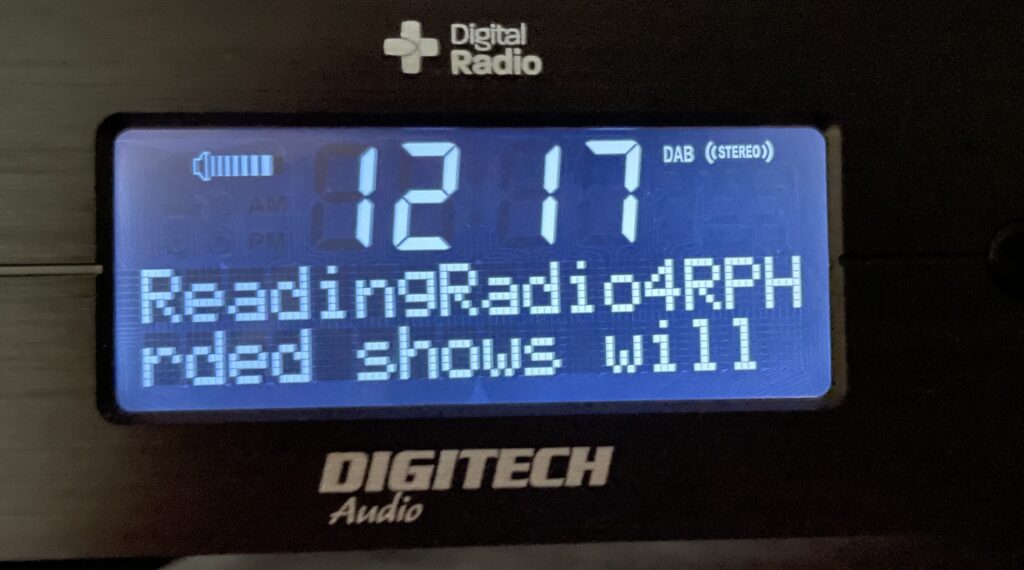 Digital
Radio
12 17 DAB ((STEREO))
AM
PM
ReadingRadio4RPH
rded shows will
DIGITECH
Audio